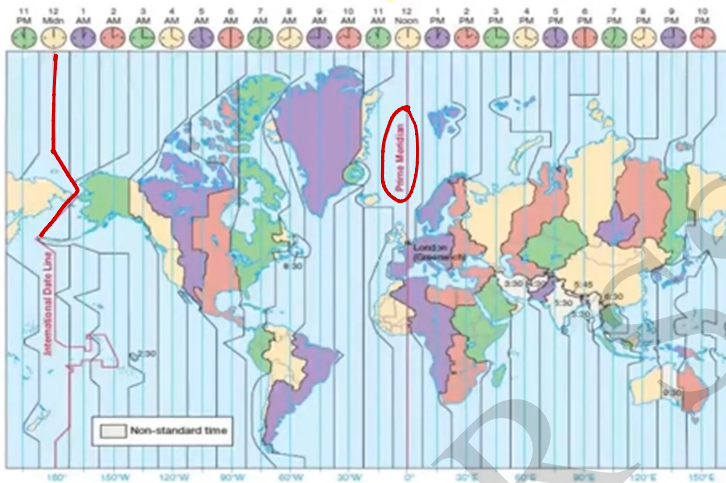 11 12 1 2 3 4 5 6 7 8 9 10 11 12 1 2 3 4 5 6 7 8 9 10
PM Midn AM AM AM AM AM AM AM AM AM AM AM Noon PM PM PM PM PM PM PM PM PM PM
Prime Meridian
London
(Greenwich)
International Date Line
8:30
3:30
4:30
5:45
5:30
6:30
2:30
9:30
Non-standard time
180° 150°W 120°W 90°W 60°W 30°W 0° 30°E 60°E 90°E 120°E 150°E